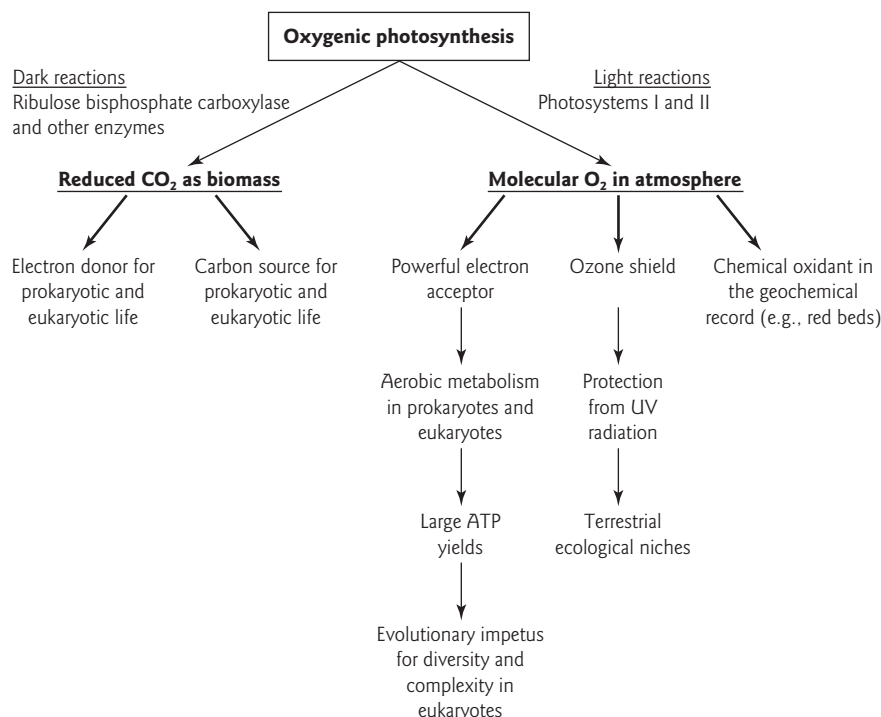 Oxygenic photosynthesis
Dark reactions
Ribulose bisphosphate carboxylase
and other enzymes
Light reactions
Photosystems I and II
Reduced CO₂ as biomass
Molecular O₂ in atmosphere
Electron donor for
prokaryotic and
eukaryotic life
Carbon source for
prokaryotic and
eukaryotic life
Powerful electron
acceptor
Ozone shield
Chemical oxidant in
the geochemical
record (e.g., red beds)
Aerobic metabolism
in prokaryotes and
eukaryotes
Protection
from UV
radiation
Large ATP
yields
Terrestrial
ecological niches
Evolutionary impetus
for diversity and
complexity in
eukaryotes